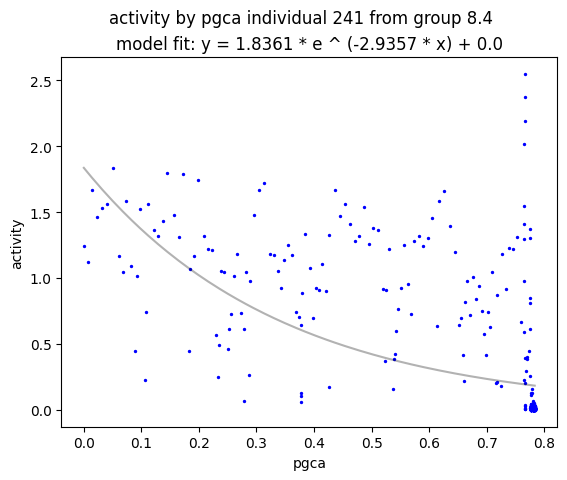 activity by pgca individual 241 from group 8.4
model fit: y = 1.8361 * e ^ (-2.9357 * x) + 0.0
2.5
2.0
1.5
1.0
0.5
0.0
activity
0.0 0.1 0.2 0.3 0.4 0.5 0.6 0.7 0.8
pgca